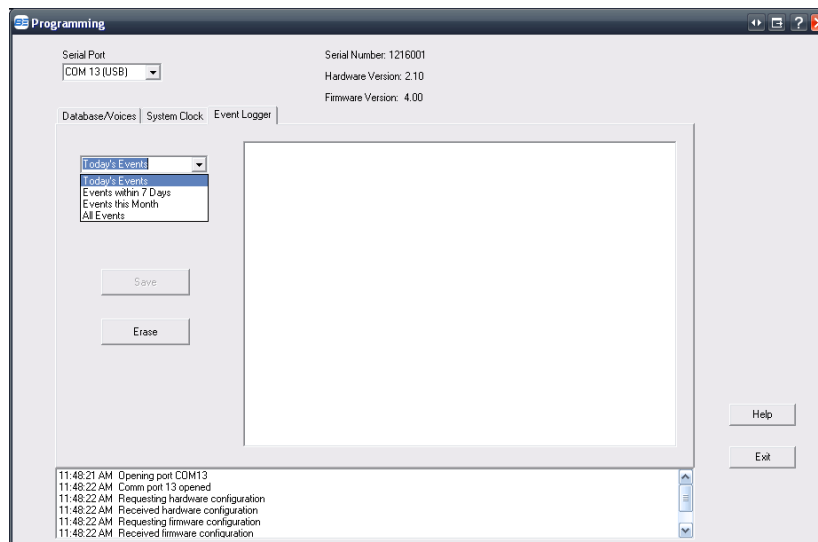 Programming
Serial Port
COM 13 (USB)
Serial Number: 1216001
Hardware Version: 2.10
Firmware Version: 4.00
Database/Voices System Clock Event Logger
Today's Events
Today's Events
Events within 7 Days
Events this Month
All Events
Save
Erase
Help
Exit
11:48:21 AM Opening port COM13
11:48:22 AM Comm port 13 opened
11:48:22 AM Requesting hardware configuration
11:48:22 AM Received hardware configuration
11:48:22 AM Requesting firmware configuration
11:48:22 AM Received firmware configuration